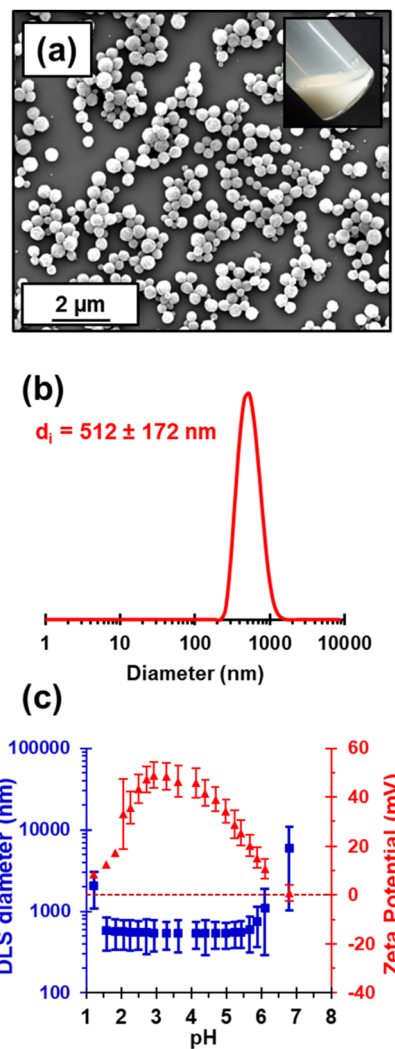 (a)
2 µm
(b)
dᵢ = 512 ± 172 nm
1 10 100 1000 10000
Diameter (nm)
(c)
100000
10000
1000
100
DLS diameter (nm)
60
40
20
0
-20
-40
Zeta Potential (mV)
1 2 3 4 5 6 7 8
pH